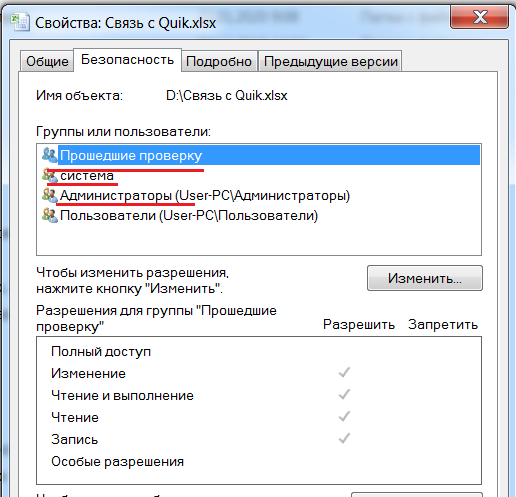 Свойства: Связь с Quik.xlsx
Общие Безопасность Подробно Предыдущие версии
Имя объекта: D:\Связь с Quik.xlsx
Группы или пользователи:
Прошедшие проверку
система
Администраторы (User-PC\Администраторы)
Пользователи (User-PC\Пользователи)
Чтобы изменить разрешения,
нажмите кнопку "Изменить".
Изменить...
Разрешения для группы "Прошедшие
проверку"
Разрешить Запретить
Полный доступ
Изменение
Чтение и выполнение
Чтение
Запись
Особые разрешения